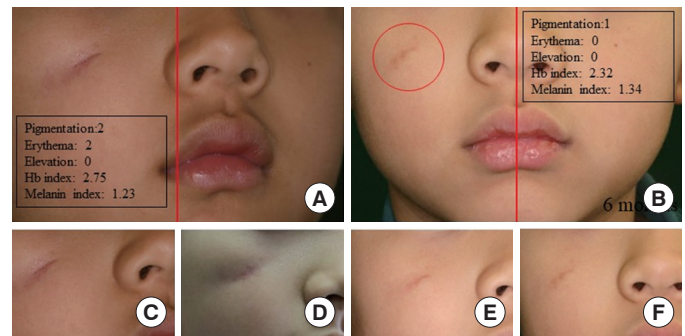 Pigmentation:2
Erythema: 2
Elevation: 0
Hb index: 2.75
Melanin index: 1.23
A
Pigmentation:1
Erythema: 0
Elevation: 0
Hb index: 2.32
Melanin index: 1.34
6
B
C
D
E
F